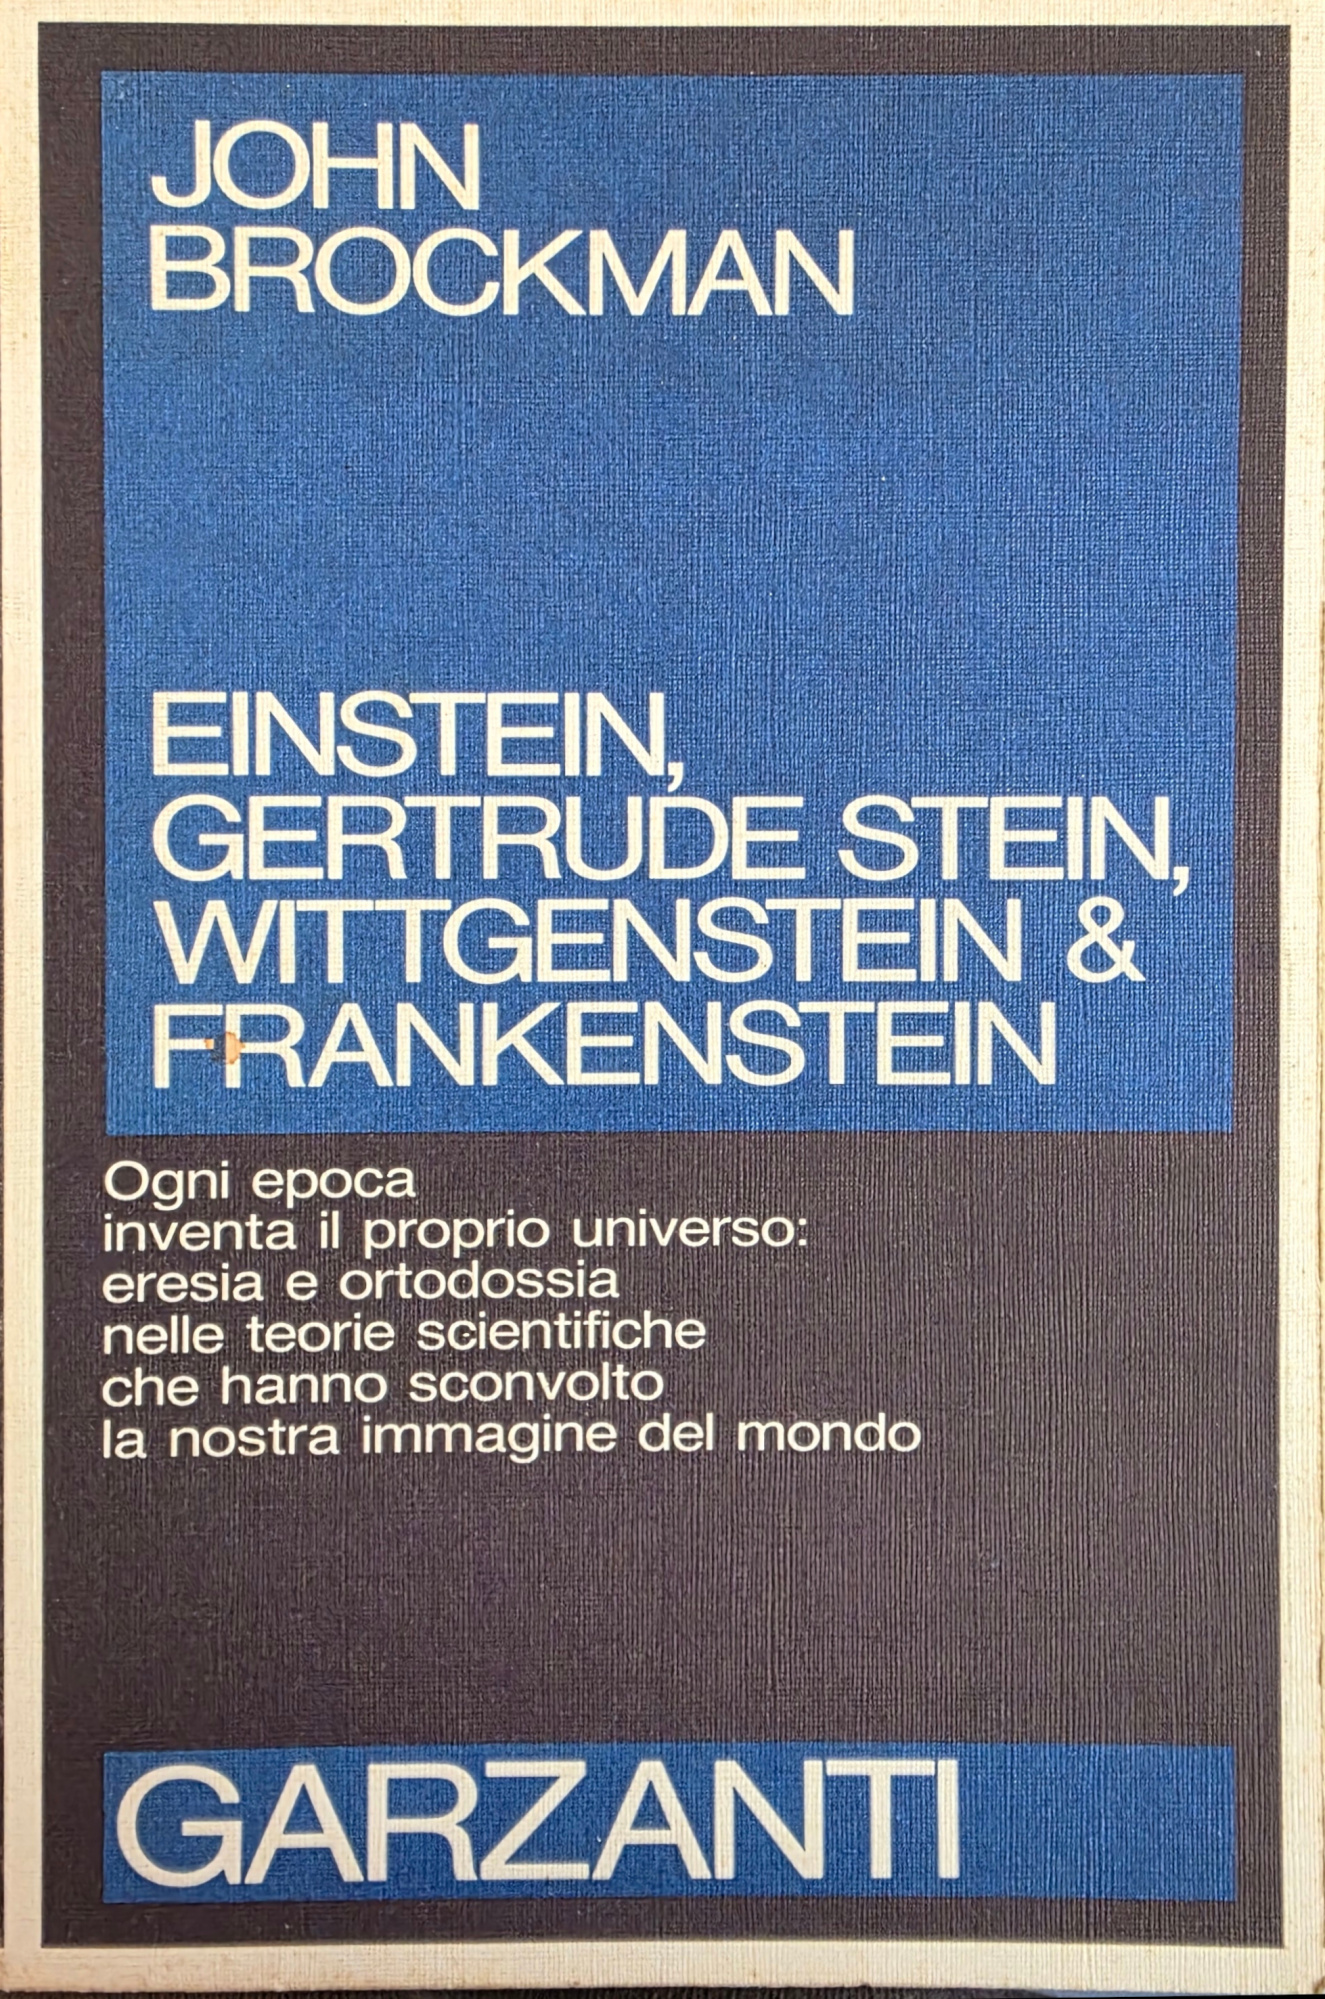 JOHN
BROCKMAN
EINSTEIN,
GERTRUDE STEIN,
WITTGENSTEIN &
FRANKENSTEIN
Ogni epoca
inventa il proprio universo:
eresia e ortodossia
nelle teorie scientifiche
che hanno sconvolto
la nostra immagine del mondo
GARZANTI